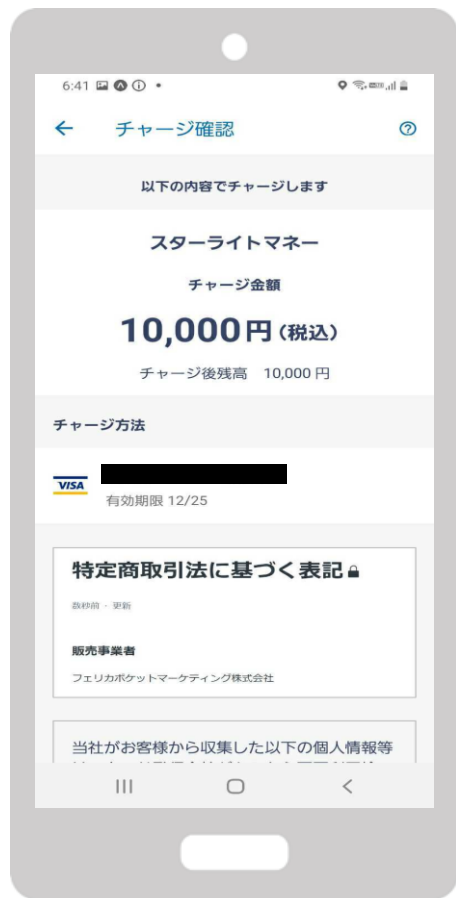 6:41
チャージ確認
以下の内容でチャージします
スターライトマネー
チャージ金額
10,000円(税込)
チャージ後残高 10,000 円
チャージ方法
VISA
有効期限 12/25
特定商取引法に基づく表記
数秒前・更新
販売事業者
フェリカポケットマーケティング株式会社
当社がお客様から収集した以下の個人情報等